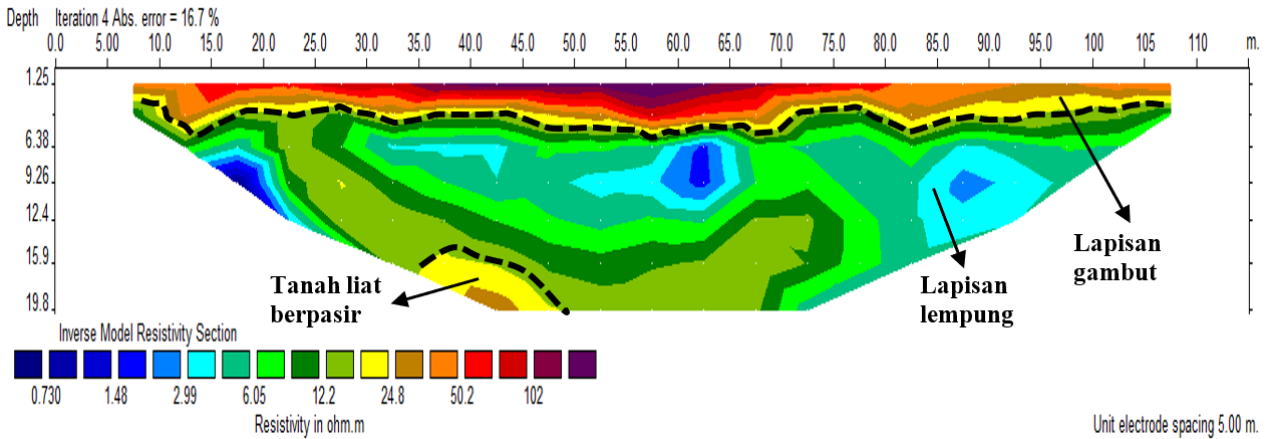 Depth Iteration 4 Abs. error = 16.7 %
0.0 5.00 10.0 15.0 20.0 25.0 30.0 35.0 40.0 45.0 50.0 55.0 60.0 65.0 70.0 75.0 80.0 85.0 90.0 95.0 100 105 110 m.
1.25
6.38
9.26
12.4
15.9
19.8
Tanah liat
berpasir
Lapisan
lempung
Lapisan
gambut
Inverse Model Resistivity Section
0.730 1.48 2.99 6.05 12.2 24.8 50.2 102
Resistivity in ohm.m
Unit electrode spacing 5.00 m.